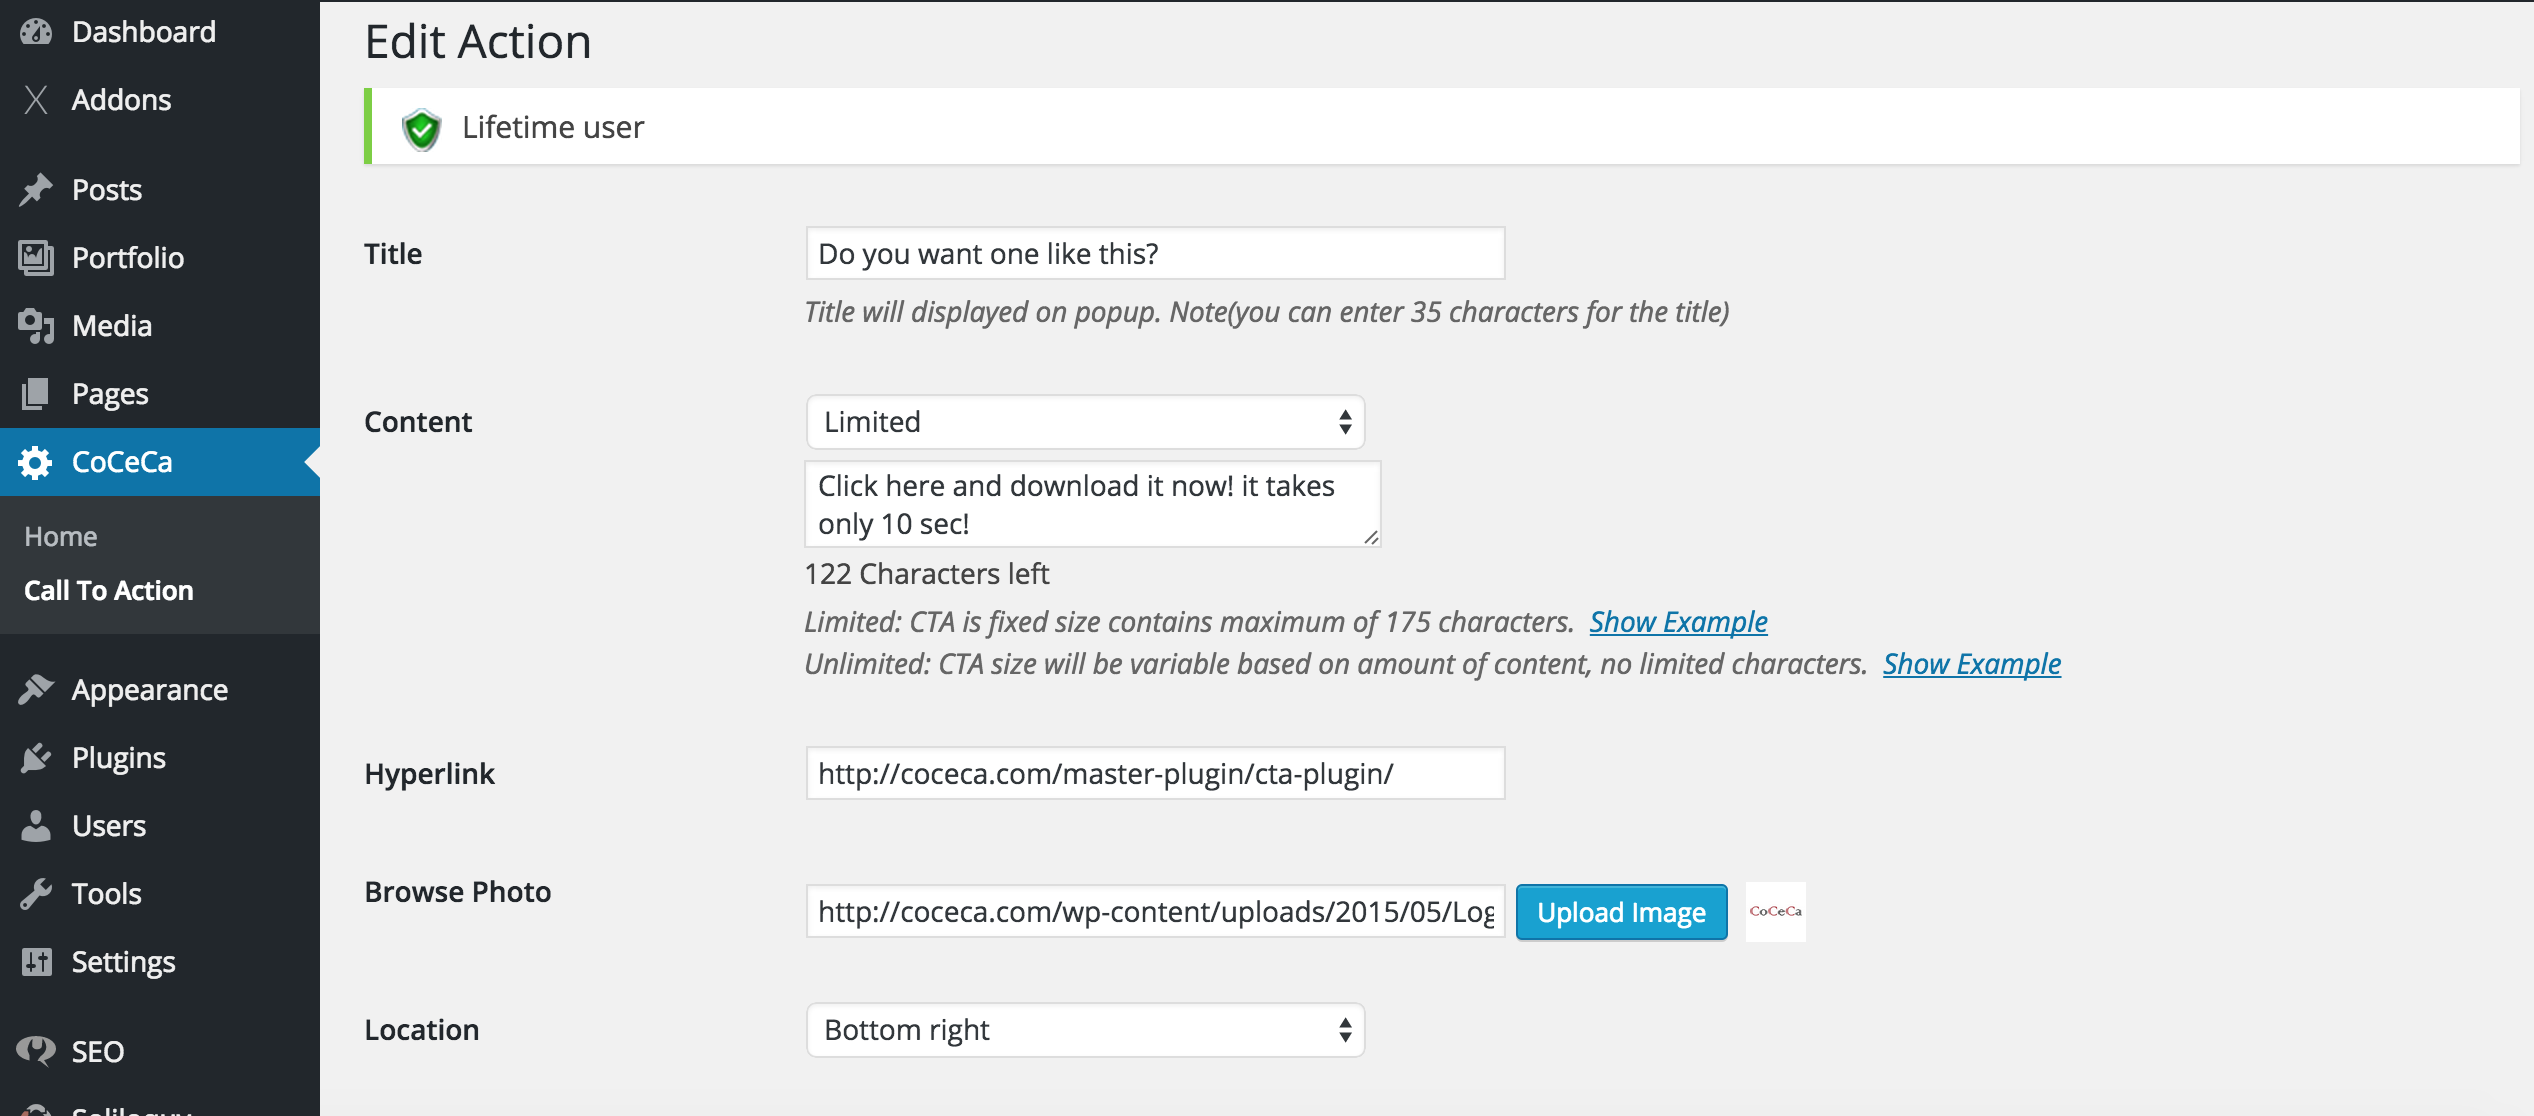 Dashboard
Addons
Posts
Portfolio
Media
Pages
CoCeCa
Home
Call To Action
Appearance
Plugins
Users
Tools
Settings
SEO
Edit Action
Lifetime user
Title
Do you want one like this?
Title will displayed on popup. Note(you can enter 35 characters for the title)
Content
Limited
Click here and download it now! it takes
only 10 sec!
122 Characters left
Limited: CTA is fixed size contains maximum of 175 characters. Show Example
Unlimited: CTA size will be variable based on amount of content, no limited characters. Show Example
Hyperlink
http://coceca.com/master-plugin/cta-plugin/
Browse Photo
http://coceca.com/wp-content/uploads/2015/05/Log
Upload Image
CoCeCa
Location
Bottom right